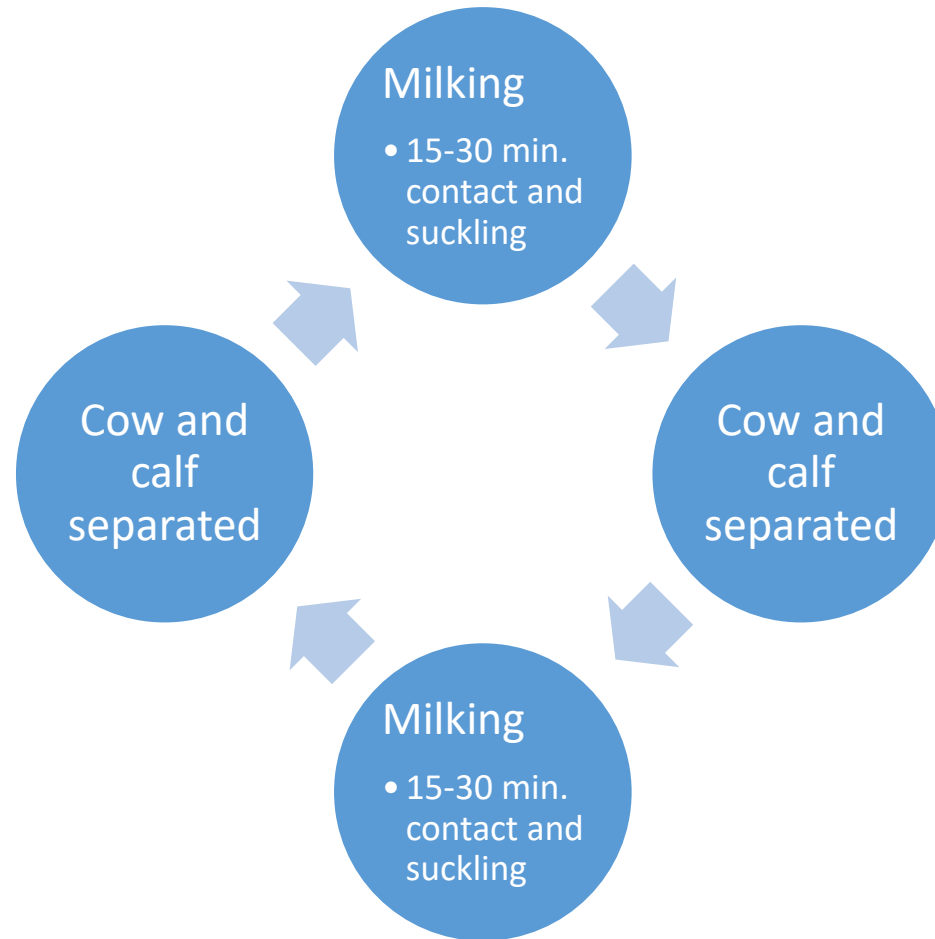 Milking
• 15-30 min.
contact and
suckling
Cow and
calf
separated
Cow and
calf
separated
Milking
• 15-30 min.
contact and
suckling